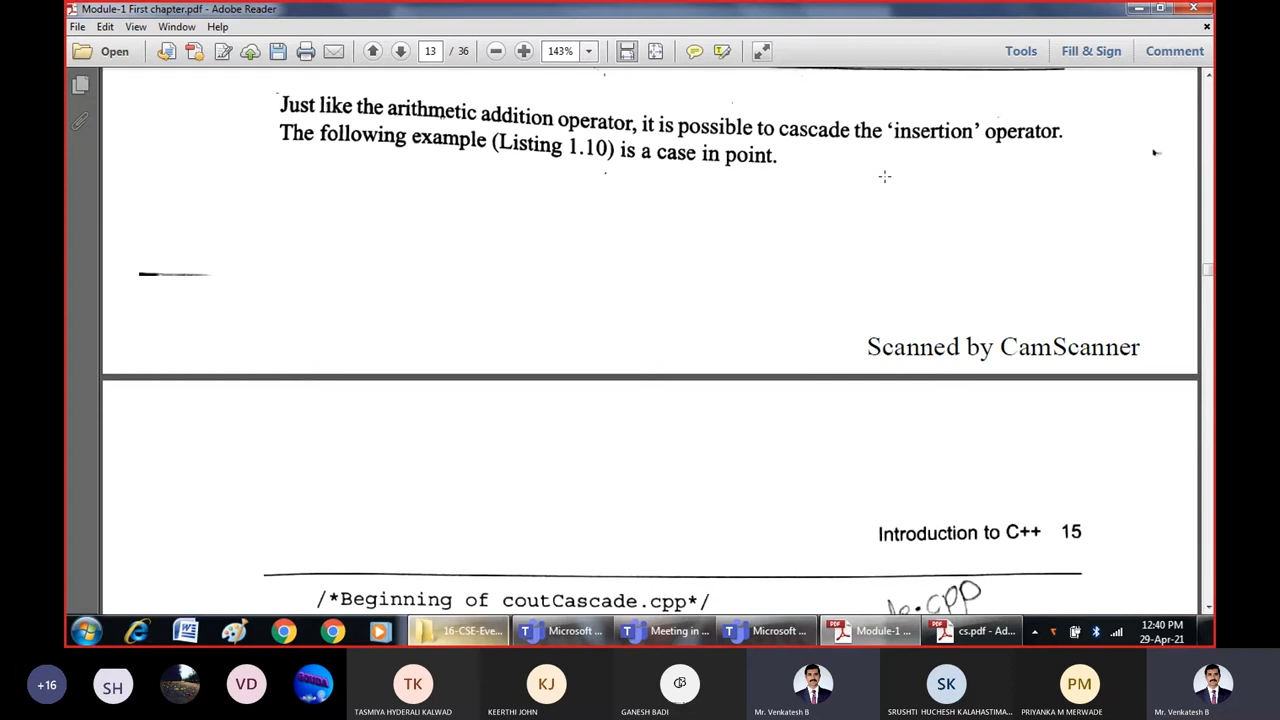 Module-1 First chapter.pdf - Adobe Reader
File Edit View Window Help
Open 13 / 36 143% Tools Fill & Sign Comment
Just like the arithmetic addition operator, it is possible to cascade the ‘insertion’ operator.
The following example (Listing 1.10) is a case in point.
Scanned by CamScanner
Introduction to C++ 15
/*Beginning of coutCascade.cpp*/
.cpp
16-CSE-Eve... Microsoft ... Meeting in ... Microsoft ... Module-1 ... cs.pdf - Ad...
12:40 PM
29-Apr-21
+16 SH VD TK KJ SK PM
TASMIYA HYDERALI KALWAD KEERTHI JOHN GANESH BADI Mr. Venkatesh B SRUSHTI HUCHESH KALAHASTIMA... PRIYANKA M MERWADE Mr. Venkatesh B